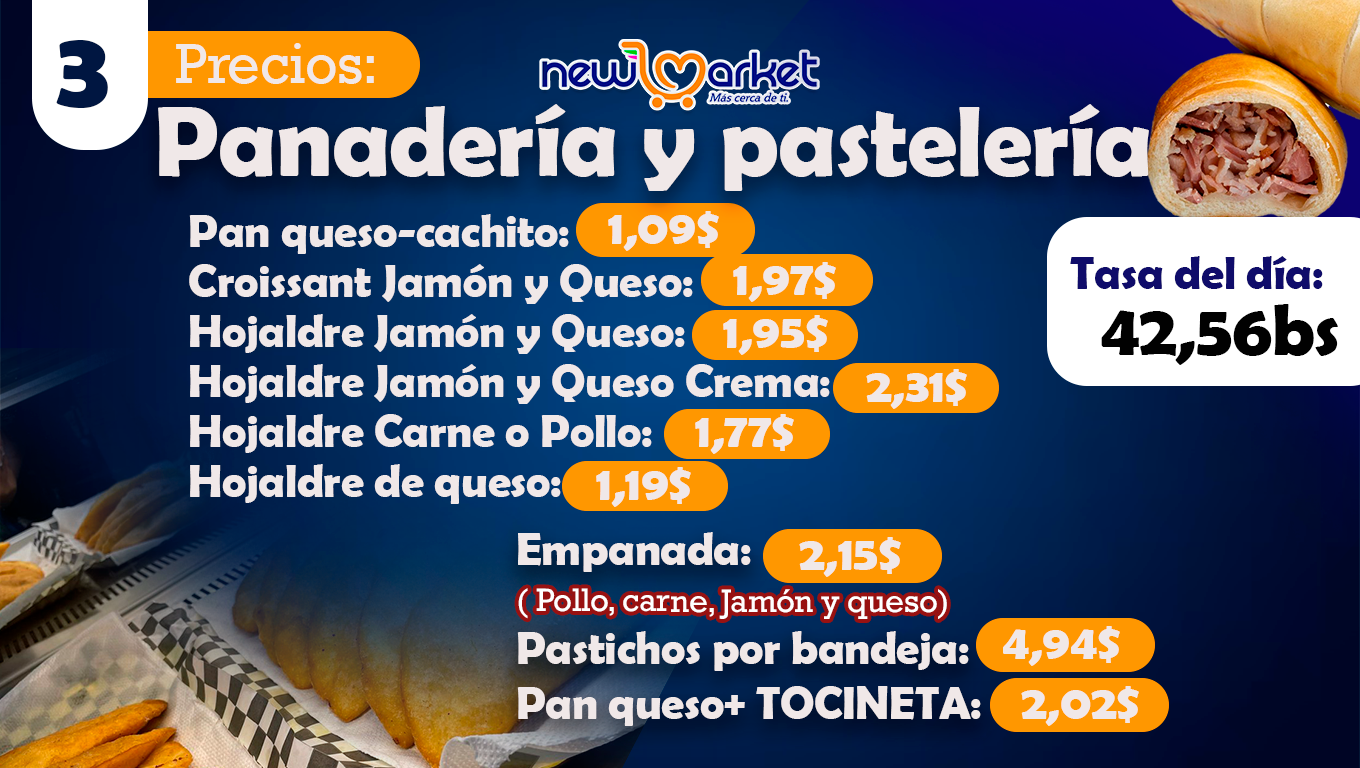 3
Precios:
new market
Más cerca de ti.
Panadería y pastelería
Pan queso-cachito: 1,09$
Croissant Jamón y Queso: 1,97$
Hojaldre Jamón y Queso: 1,95$
Hojaldre Jamón y Queso Crema: 2,31$
Hojaldre Carne o Pollo: 1,77$
Hojaldre de queso: 1,19$
Tasa del día:
42,56bs
Empanada: 2,15$
( Pollo, carne, Jamón y queso)
Pastichos por bandeja: 4,94$
Pan queso+ TOCINETA: 2,02$